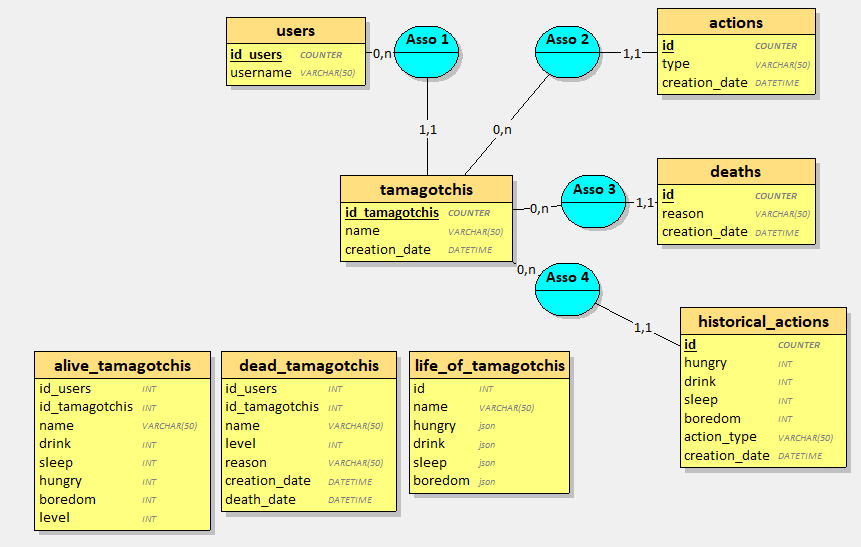 users
id_users COUNTER
username VARCHAR(50)
0,n
Asso 1
1,1
Asso 2
0,n
1,1
actions
id COUNTER
type VARCHAR(50)
creation_date DATETIME
tamagotchis
id_tamagotchis COUNTER
name VARCHAR(50)
creation_date DATETIME
0,n
Asso 3
1,1
deaths
id COUNTER
reason VARCHAR(50)
creation_date DATETIME
0,n
Asso 4
1,1
historical_actions
id COUNTER
hungry INT
drink INT
sleep INT
boredom INT
action_type VARCHAR(50)
creation_date DATETIME
alive_tamagotchis
id_users INT
id_tamagotchis INT
name VARCHAR(50)
drink INT
sleep INT
hungry INT
boredom INT
level INT
dead_tamagotchis
id_users INT
id_tamagotchis INT
name VARCHAR(50)
level INT
reason VARCHAR(50)
creation_date DATETIME
death_date DATETIME
life_of_tamagotchis
id INT
name VARCHAR(50)
hungry json
drink json
sleep json
boredom json